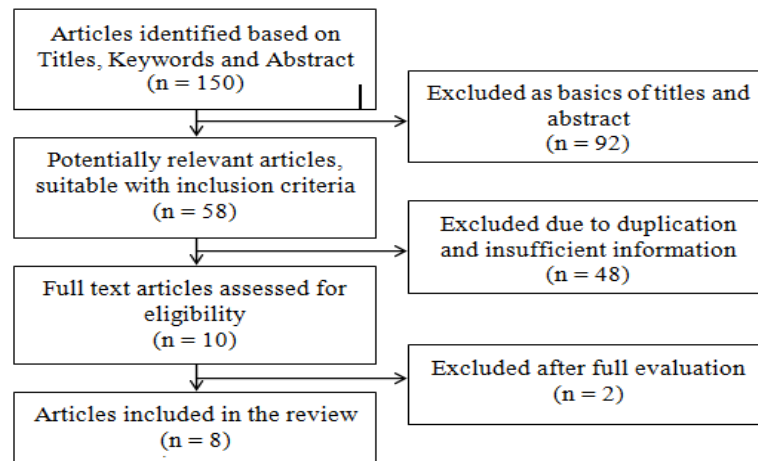 Articles identified based on
Titles, Keywords and Abstract
(n = 150)
Excluded as basics of titles and
abstract
(n = 92)
Potentially relevant articles,
suitable with inclusion criteria
(n = 58)
Excluded due to duplication
and insufficient information
(n = 48)
Full text articles assessed for
eligibility
(n = 10)
Excluded after full evaluation
(n = 2)
Articles included in the review
(n = 8)